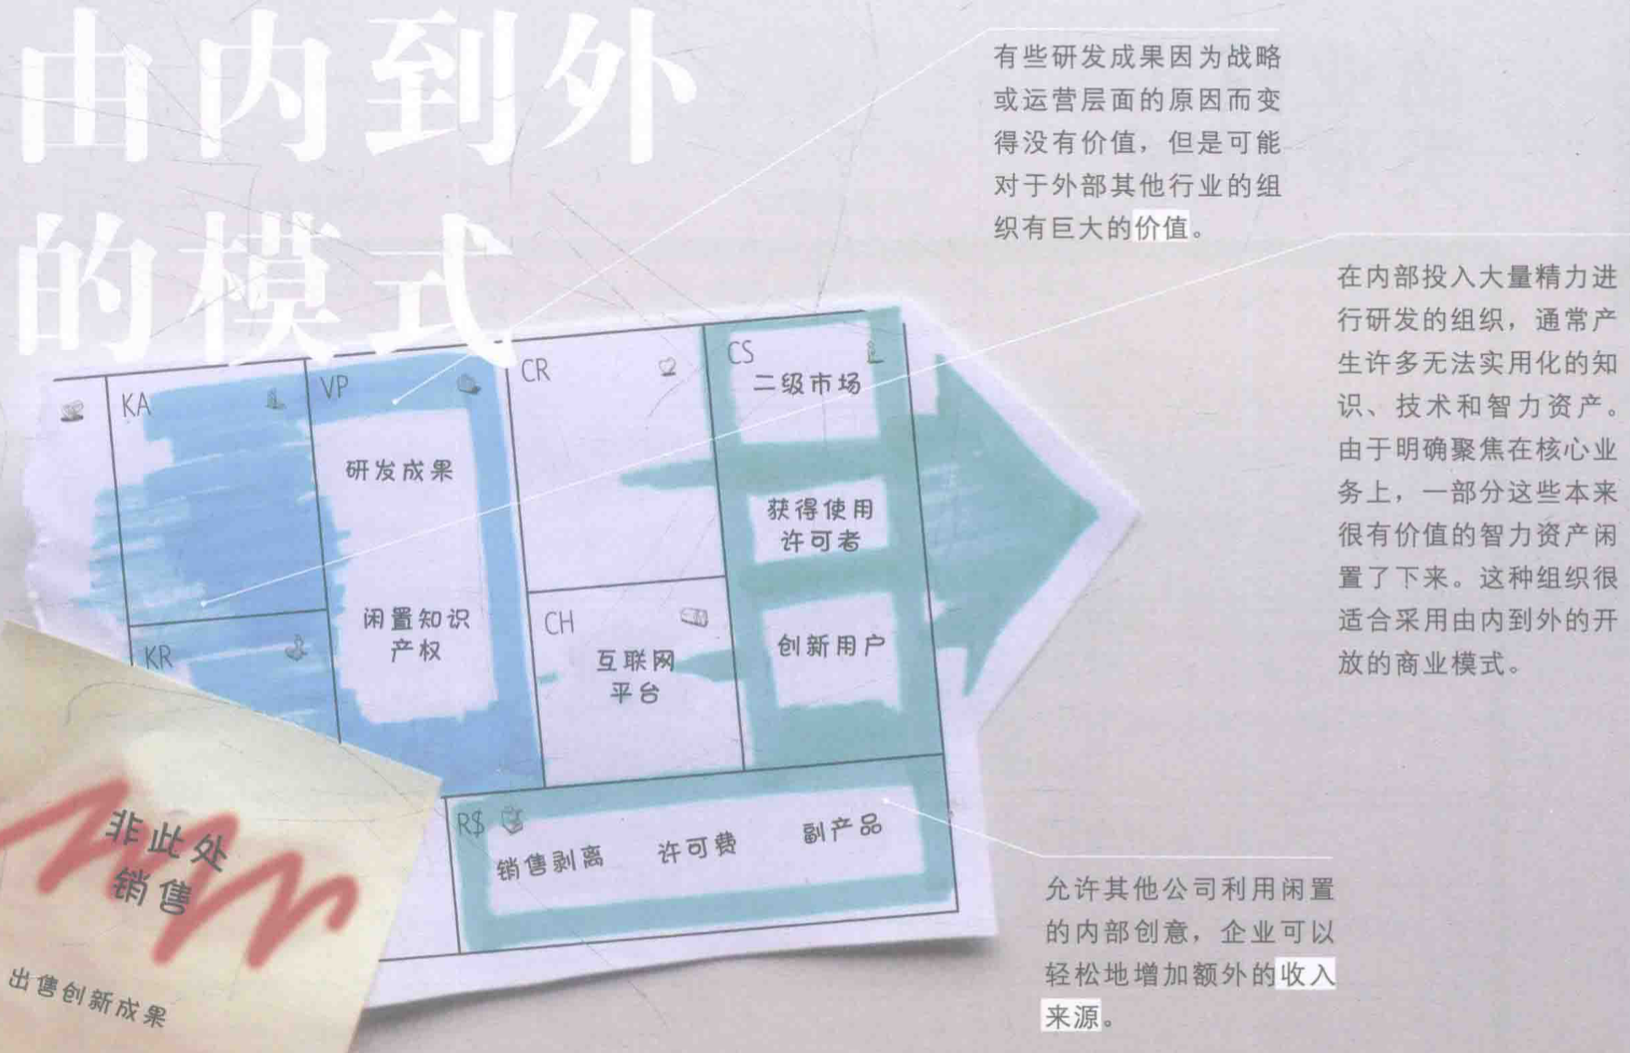 由内到外
的模式
有些研发成果因为战略
或运营层面的原因而变
得没有价值，但是可能
对于外部其他行业的组
织有巨大的价值。
在内部投入大量精力进
行研发的组织，通常产
生许多无法实用化的知
识、技术和智力资产。
由于明确聚焦在核心业
务上，一部分这些本来
很有价值的智力资产闲
置了下来。这种组织很
适合采用由内到外的开
放的商业模式。
KA
KR
VP
研发成果
闲置知识
产权
CR
CH
互联网
平台
CS
二级市场
获得使用
许可者
创新用户
R$
销售剥离
许可费
副产品
非此处
销售
出售创新成果
允许其他公司利用闲置
的内部创意，企业可以
轻松地增加额外的收入
来源。